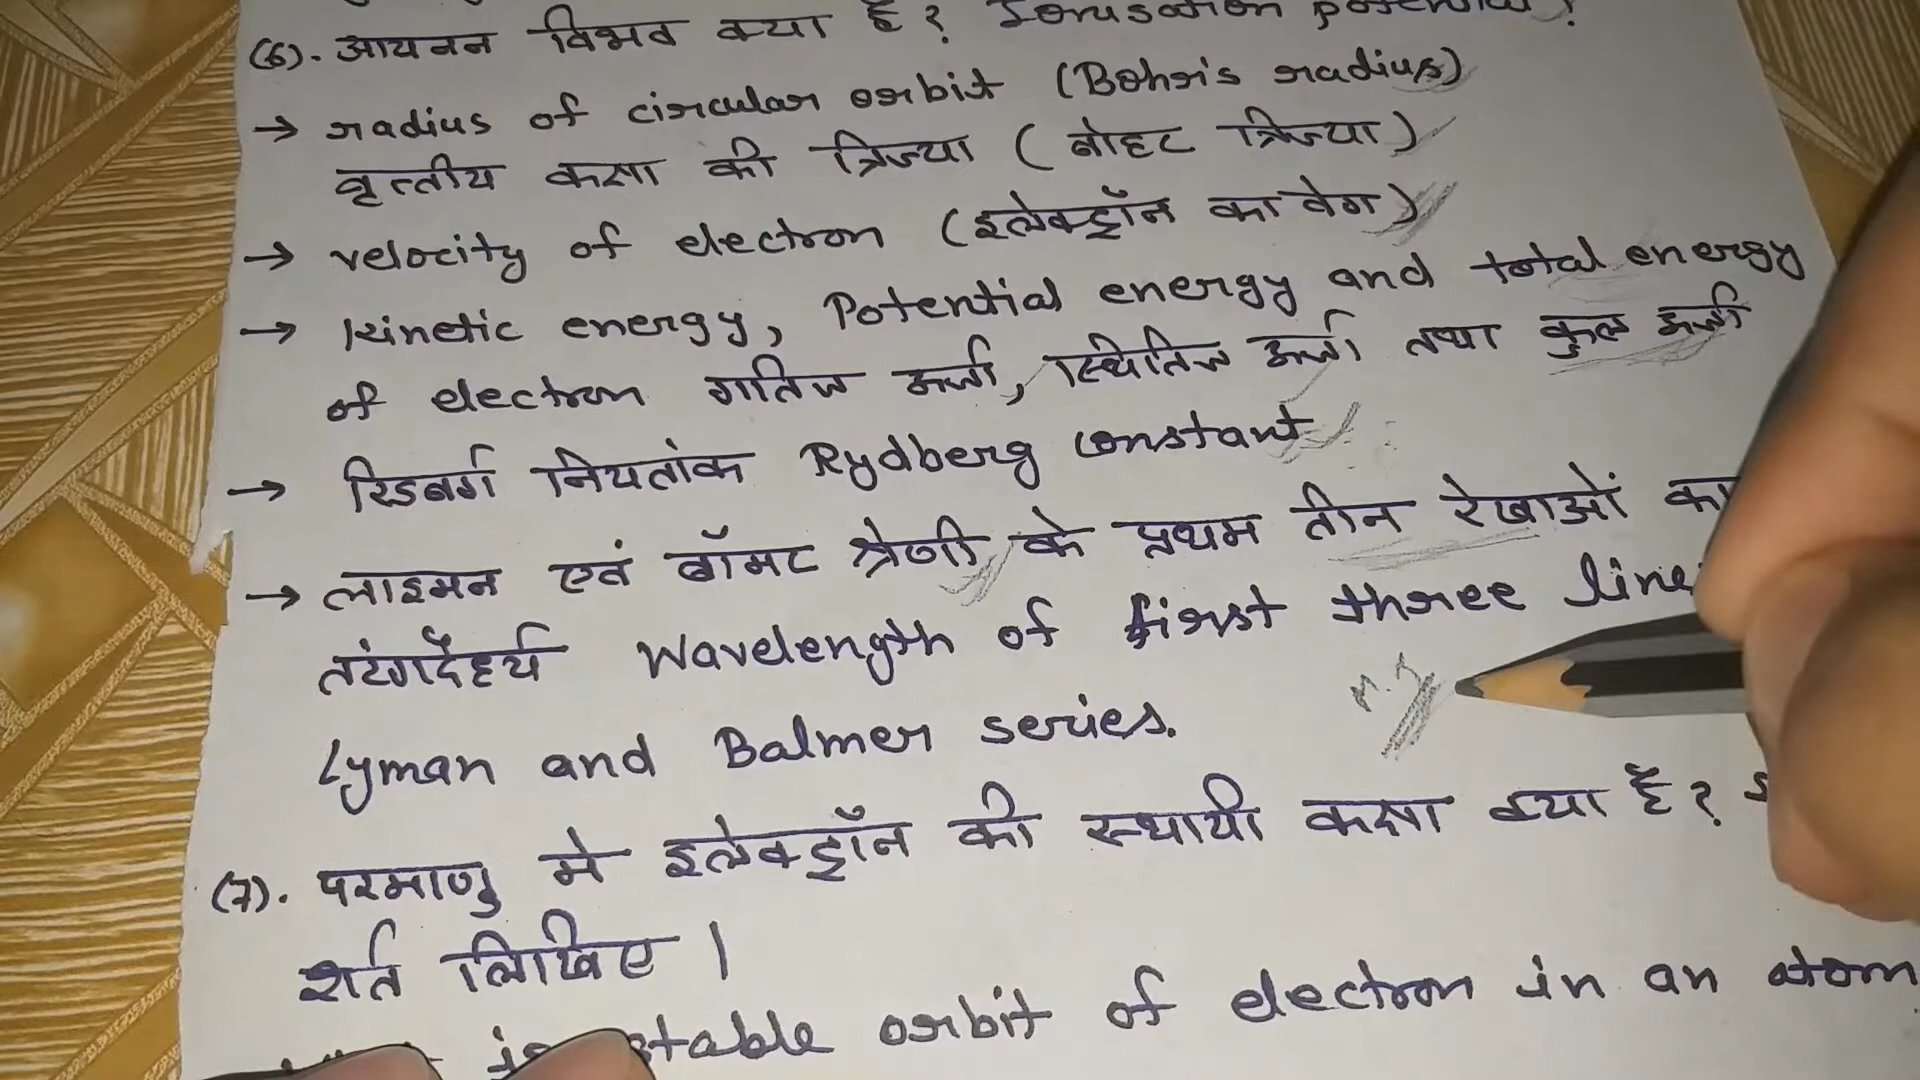 (6). आयनन विभव क्या है? Ionisation potential?
→ radius of circular orbit (Bohr's radius)
वृत्तीय कक्षा की त्रिज्या (बोहर त्रिज्या)
→ velocity of electron (इलेक्ट्रॉन का वेग)
→ Kinetic energy, Potential energy and total energy
of electron गतिज ऊर्जा, स्थितिज ऊर्जा तथा कुल ऊर्जा
→ रिडबर्ग नियतांक Rydberg constant
→ लाइमन एवं बॉमर श्रेणी के प्रथम तीन रेखाओं का
तरंगदैर्ध्य Wavelength of first three line
Lyman and Balmer series.
(7). परमाणु मे इलेक्ट्रॉन की स्थायी कक्षा क्या है?
शर्त लिखिए |
is stable orbit of electron in an atom